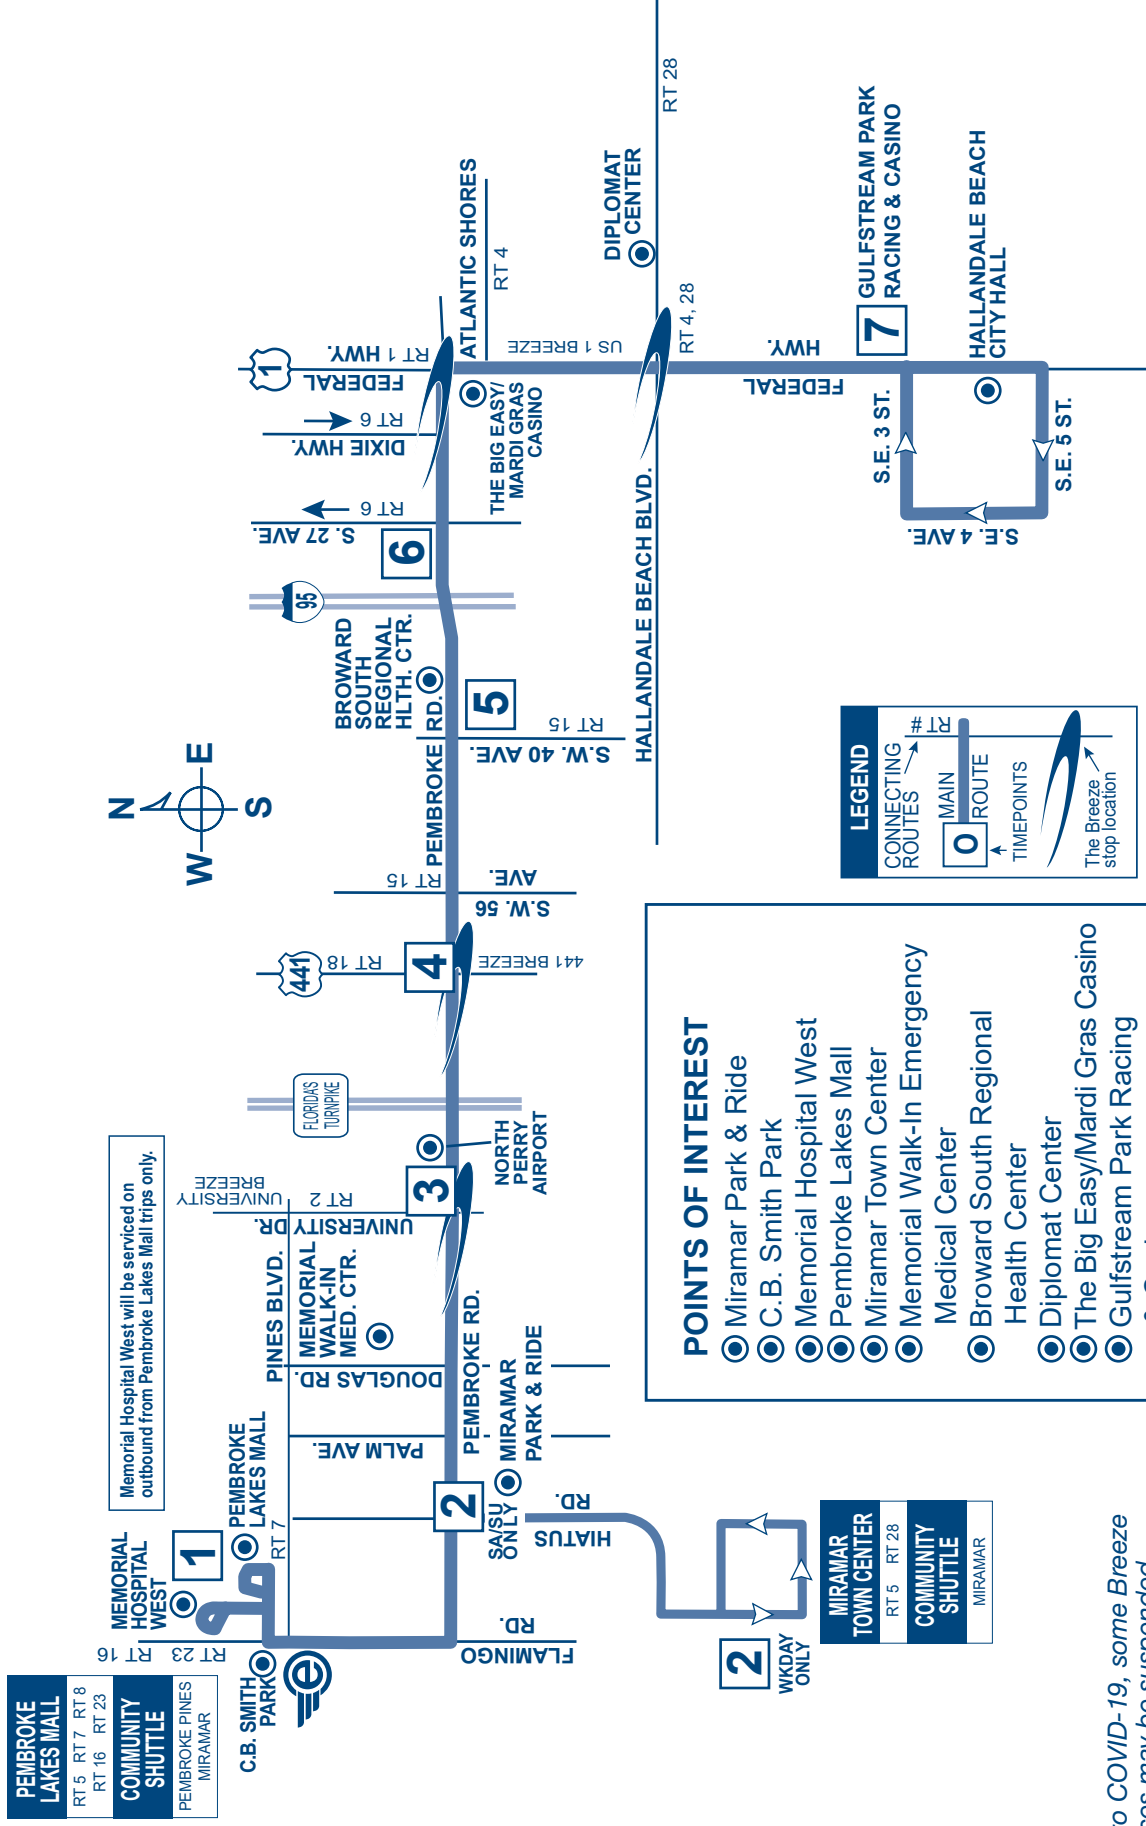 PEMBROKE
LAKES MALL
RT 5 RT 7 RT 8
RT 16 RT 23
COMMUNITY
SHUTTLE
PEMBROKE PINES
MIRAMAR
Memorial Hospital West will be serviced on
outbound from Pembroke Lakes Mall trips only.
MEMORIAL
HOSPITAL
WEST
1
PEMBROKE
LAKES MALL
RT 16
RT 23
RT 7
C.B. SMITH
PARK
e
FLAMINGO
RD.
2
SA/SU
ONLY
HIATUS
RD.
2
WKDAY
ONLY
MIRAMAR
TOWN CENTER
RT 5 RT 28
COMMUNITY
SHUTTLE
MIRAMAR
PALM AVE.
MIRAMAR
PARK & RIDE
PEMBROKE RD.
DOUGLAS RD.
PINES BLVD.
MEMORIAL
WALK-IN
MED. CTR.
UNIVERSITY DR.
RT 2
UNIVERSITY
BREEZE
3
NORTH
PERRY
AIRPORT
FLORIDA'S
TURNPIKE
441
RT 18
4
441 BREEZE
S.W. 56
AVE.
RT 15
N
W
E
S
PEMBROKE RD.
S.W. 40 AVE.
RT 15
5
BROWARD
SOUTH
REGIONAL
HLTH. CTR.
95
6
S. 27 AVE.
RT 6
DIXIE HWY.
RT 6
1
FEDERAL
HWY.
RT 1
THE BIG EASY/
MARDI GRAS
CASINO
ATLANTIC SHORES
RT 4
US 1 BREEZE
HALLANDALE BEACH BLVD.
DIPLOMAT
CENTER
RT 28
RT 4, 28
FEDERAL
HWY.
7
GULFSTREAM PARK
RACING & CASINO
S.E. 3 ST.
S.E. 4 AVE.
S.E. 5 ST.
HALLANDALE BEACH
CITY HALL
LEGEND
CONNECTING
ROUTES
RT #
O
MAIN
ROUTE
TIMEPOINTS
The Breeze
stop location
POINTS OF INTEREST
Miramar Park & Ride
C.B. Smith Park
Memorial Hospital West
Pembroke Lakes Mall
Miramar Town Center
Memorial Walk-In Emergency
Medical Center
Broward South Regional
Health Center
Diplomat Center
The Big Easy/Mardi Gras Casino
Gulfstream Park Racing
to COVID-19, some Breeze
may be suspended